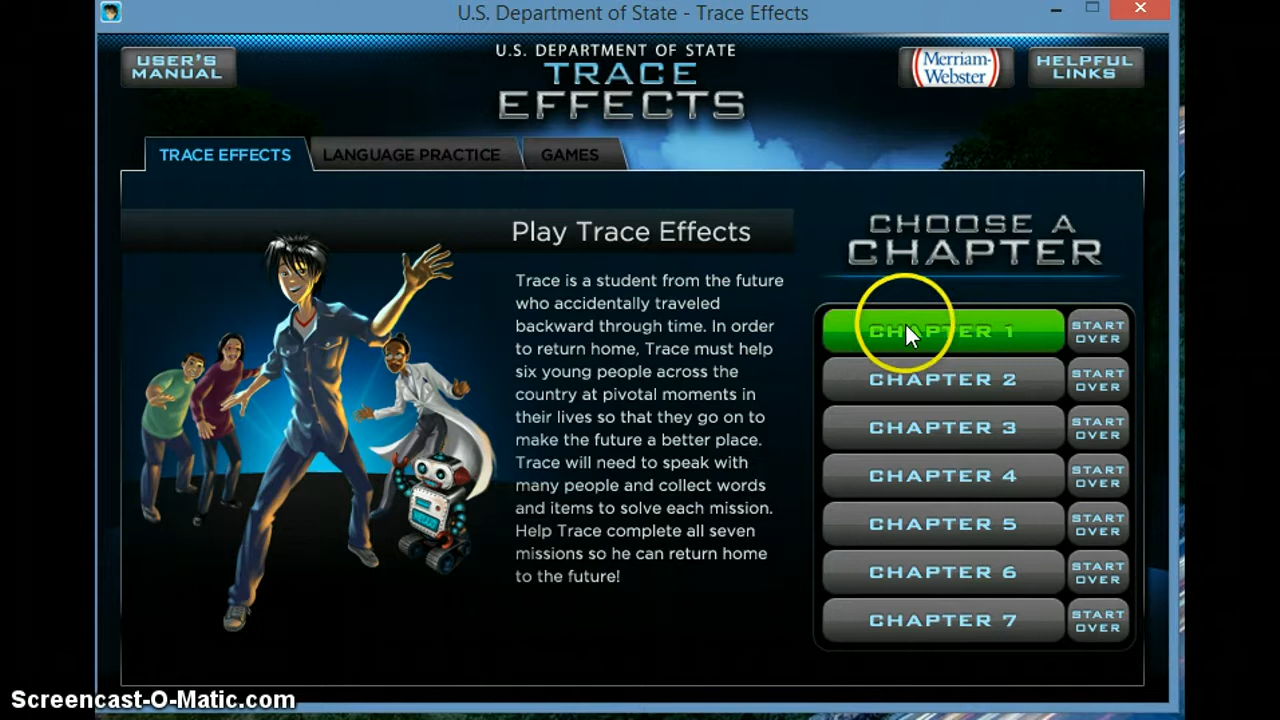 U.S. Department of State - Trace Effects
USER'S
MANUAL
U.S. DEPARTMENT OF STATE
TRACE
EFFECTS
Merriam-
Webster
HELPFUL
LINKS
TRACE EFFECTS
LANGUAGE PRACTICE
GAMES
Play Trace Effects
Trace is a student from the future
who accidentally traveled
backward through time. In order
to return home, Trace must help
six young people across the
country at pivotal moments in
their lives so that they go on to
make the future a better place.
Trace will need to speak with
many people and collect words
and items to solve each mission.
Help Trace complete all seven
missions so he can return home
to the future!
CHOOSE A
CHAPTER
CHAPTER 1
START
OVER
CHAPTER 2
START
OVER
CHAPTER 3
START
OVER
CHAPTER 4
START
OVER
CHAPTER 5
START
OVER
CHAPTER 6
START
OVER
CHAPTER 7
START
OVER
Screencast-O-Matic.com